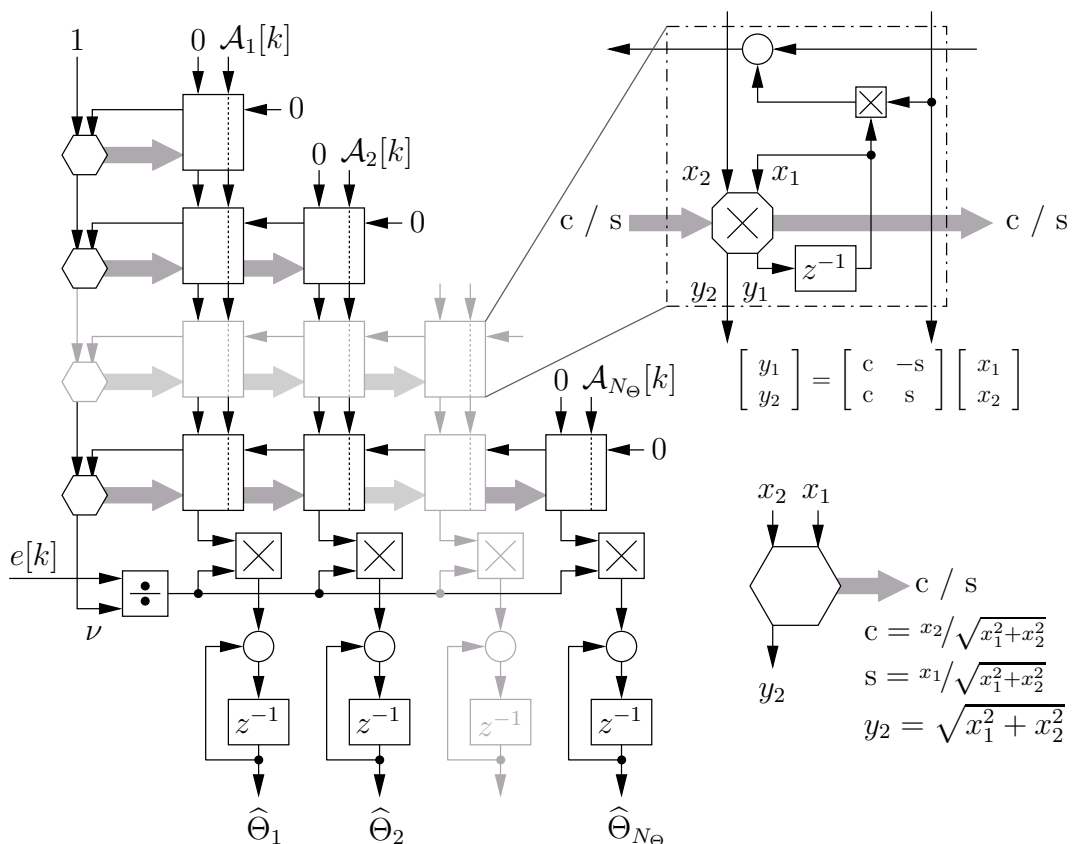 1
0 𝒜₁[k]
0
0 𝒜₂[k]
0
0 𝒜_{N_Θ}[k]
0
e[k]
ν
÷
z⁻¹ z⁻¹ z⁻¹ z⁻¹
Θ̂₁ Θ̂₂ Θ̂_{N_Θ}
x₂ x₁
c / s c / s
z⁻¹
y₂ y₁
[ y₁ ] = [ c −s ] [ x₁ ]
[ y₂ ] [ c s ] [ x₂ ]
x₂ x₁
c / s
c = x₂/√(x₁²+x₂²)
s = x₁/√(x₁²+x₂²)
y₂
y₂ = √(x₁² + x₂²)